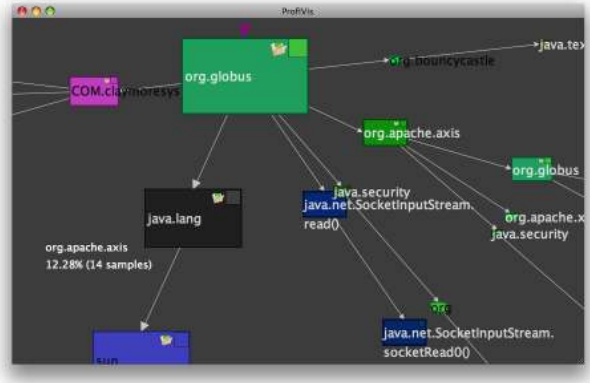 ProfiVis
java.tex
org.bouncycastle
org.globus
COM.claymoresys
org.apache.axis
org.globus
java.security
java.net.SocketInputStream.
read()
java.lang
org.apache.x
java.security
org.apache.axis
12.28% (14 samples)
org
java.net.SocketInputStream.
socketRead0()
sun